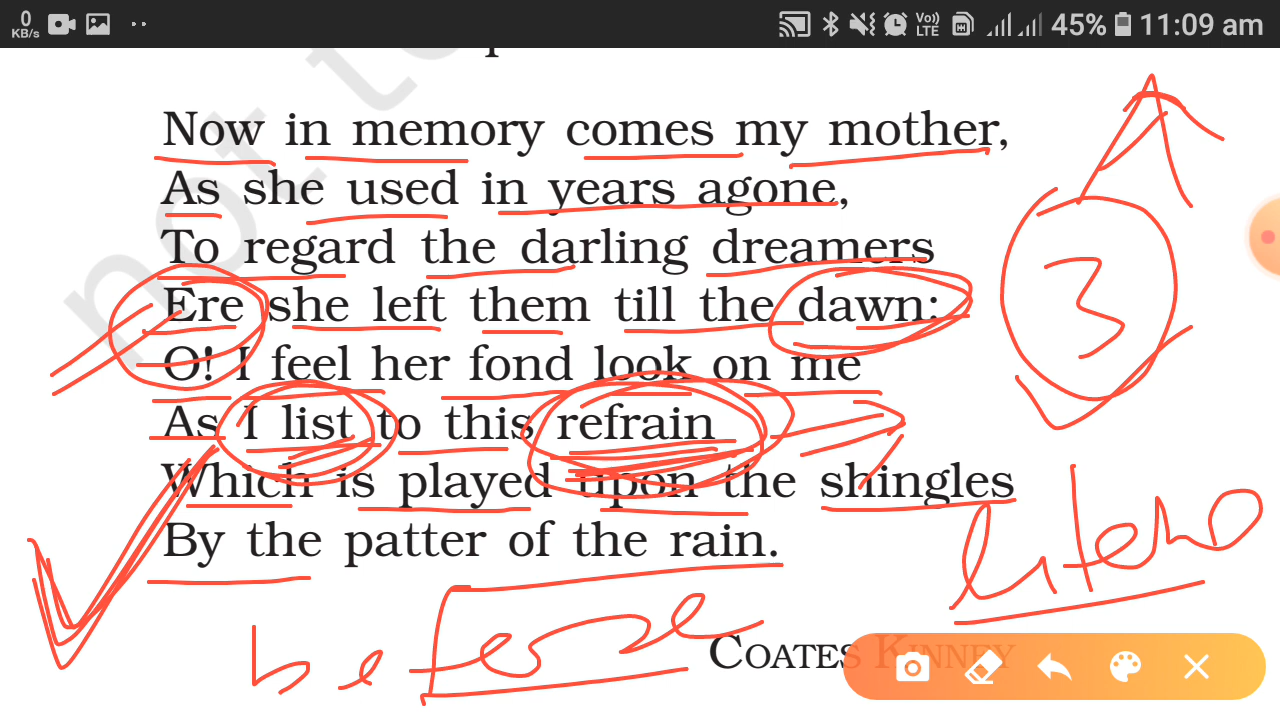 0
KB/s
Vo))
LTE
45%
11:09 am
not t
Now in memory comes my mother,
As she used in years agone,
To regard the darling dreamers
Ere she left them till the dawn:
O! I feel her fond look on me
As I list to this refrain
Which is played upon the shingles
By the patter of the rain.
3
before
COATES KINNEY